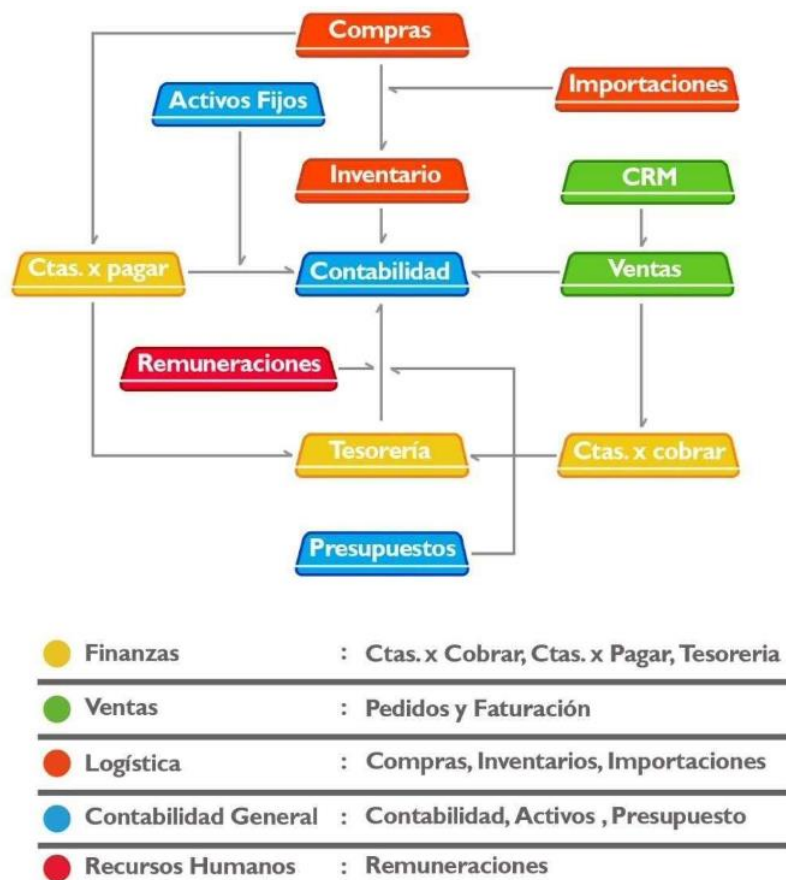 Compras
Importaciones
Activos Fijos
Inventario
CRM
Ctas. x pagar
Contabilidad
Ventas
Remuneraciones
Tesorería
Ctas. x cobrar
Presupuestos
Finanzas : Ctas. x Cobrar, Ctas. x Pagar, Tesoreria
Ventas : Pedidos y Faturación
Logística : Compras, Inventarios, Importaciones
Contabilidad General : Contabilidad, Activos , Presupuesto
Recursos Humanos : Remuneraciones